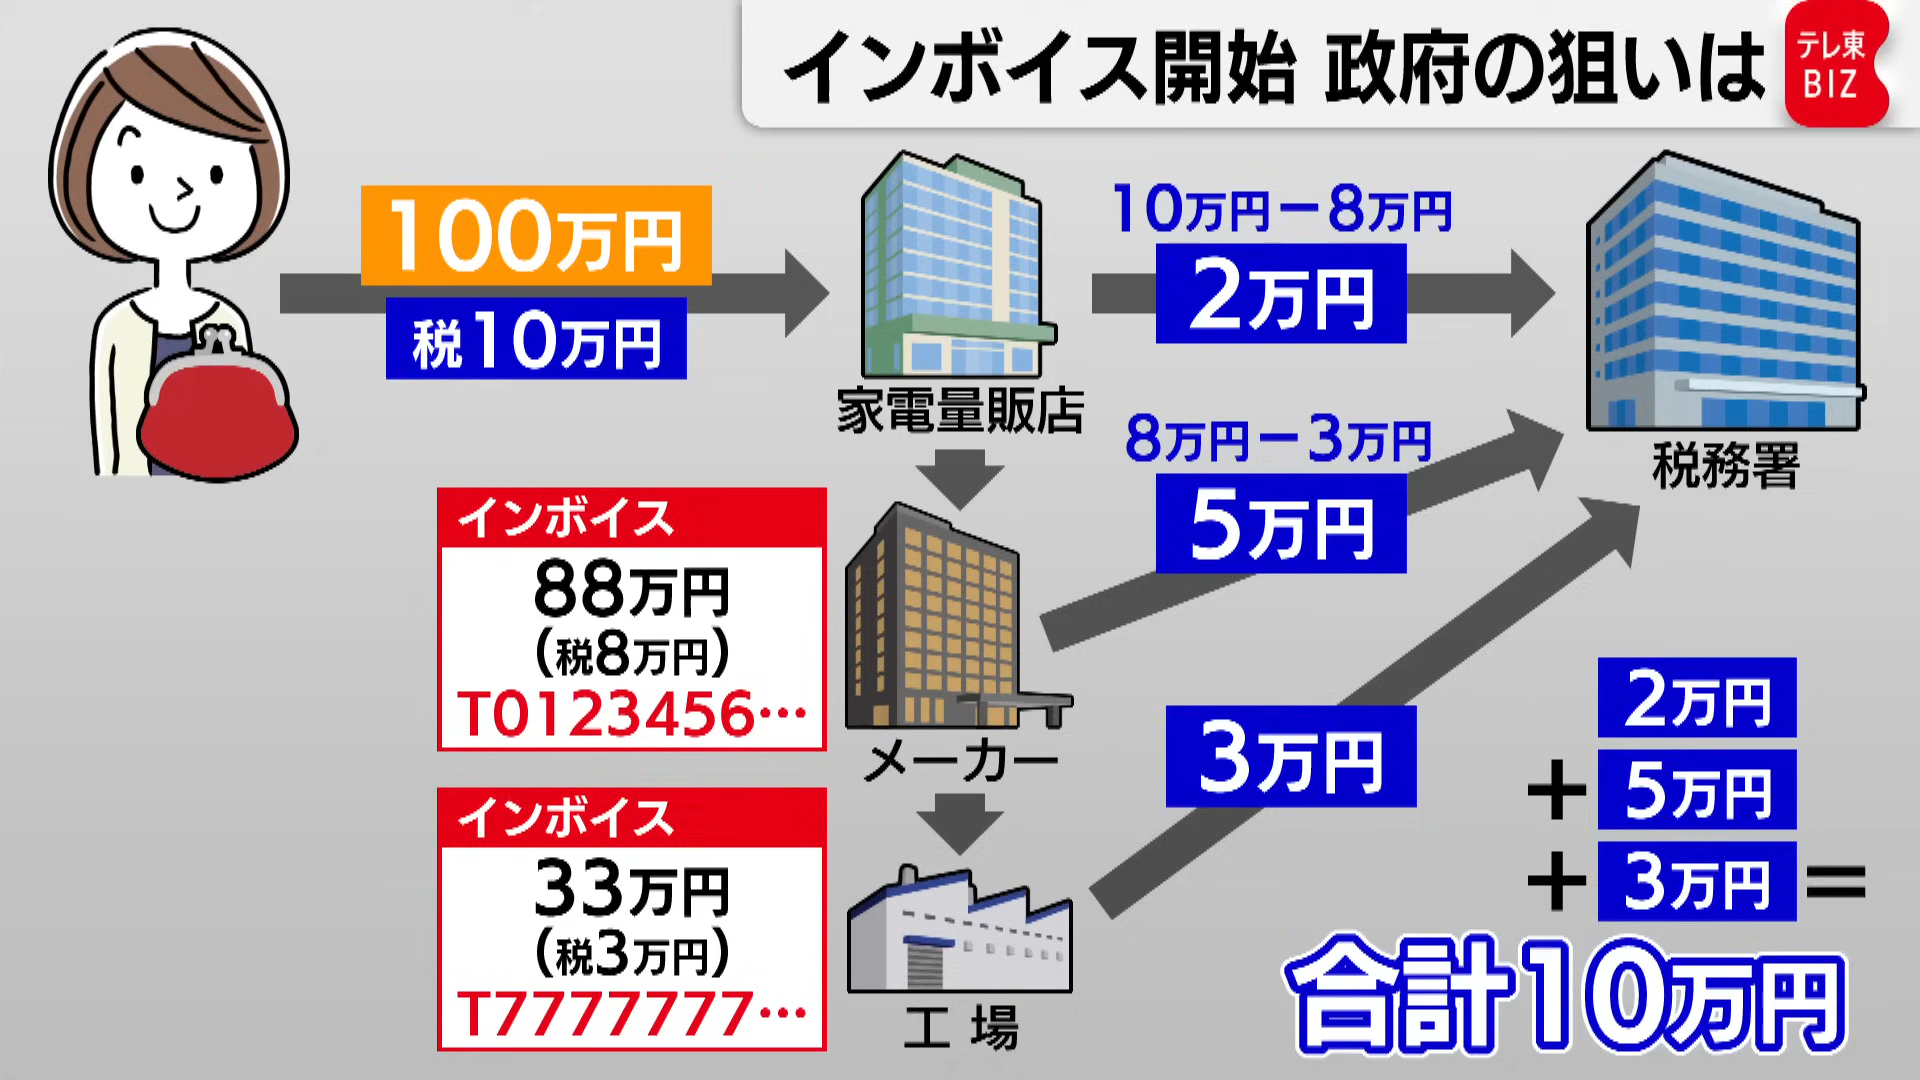 インボイス開始 政府の狙いは
テレ東
BIZ
100万円
税10万円
家電量販店
10万円－8万円
2万円
税務署
8万円－3万円
5万円
インボイス
88万円
(税8万円)
T0123456…
メーカー
3万円
インボイス
33万円
(税3万円)
T7777777…
工場
2万円
＋5万円
＋3万円＝
合計10万円